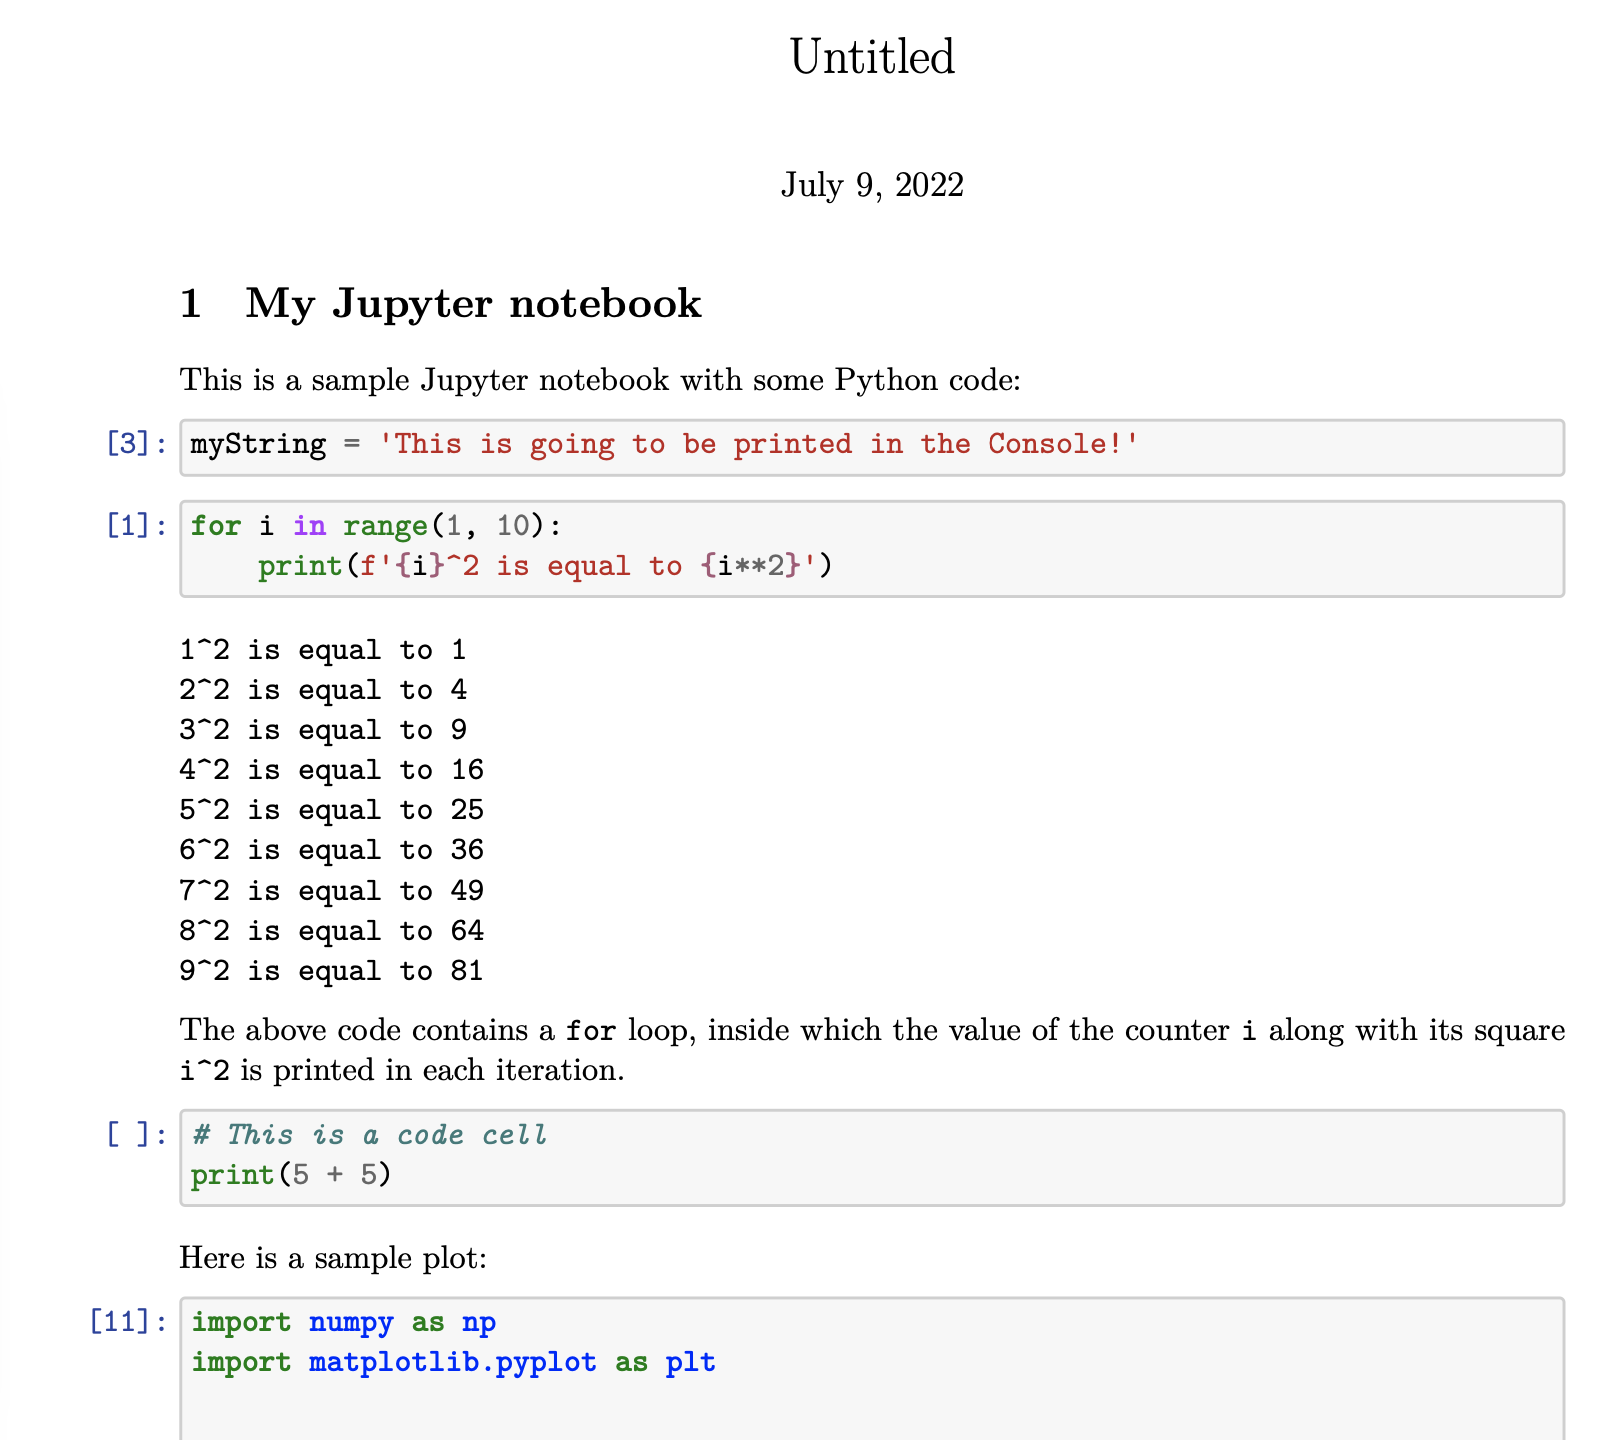 Untitled
July 9, 2022
1 My Jupyter notebook
This is a sample Jupyter notebook with some Python code:
[3]: myString = 'This is going to be printed in the Console!'
[1]: for i in range(1, 10):
    print(f'{i}^2 is equal to {i**2}')
1^2 is equal to 1
2^2 is equal to 4
3^2 is equal to 9
4^2 is equal to 16
5^2 is equal to 25
6^2 is equal to 36
7^2 is equal to 49
8^2 is equal to 64
9^2 is equal to 81
The above code contains a for loop, inside which the value of the counter i along with its square
i^2 is printed in each iteration.
[ ]: # This is a code cell
print(5 + 5)
Here is a sample plot:
[11]: import numpy as np
import matplotlib.pyplot as plt